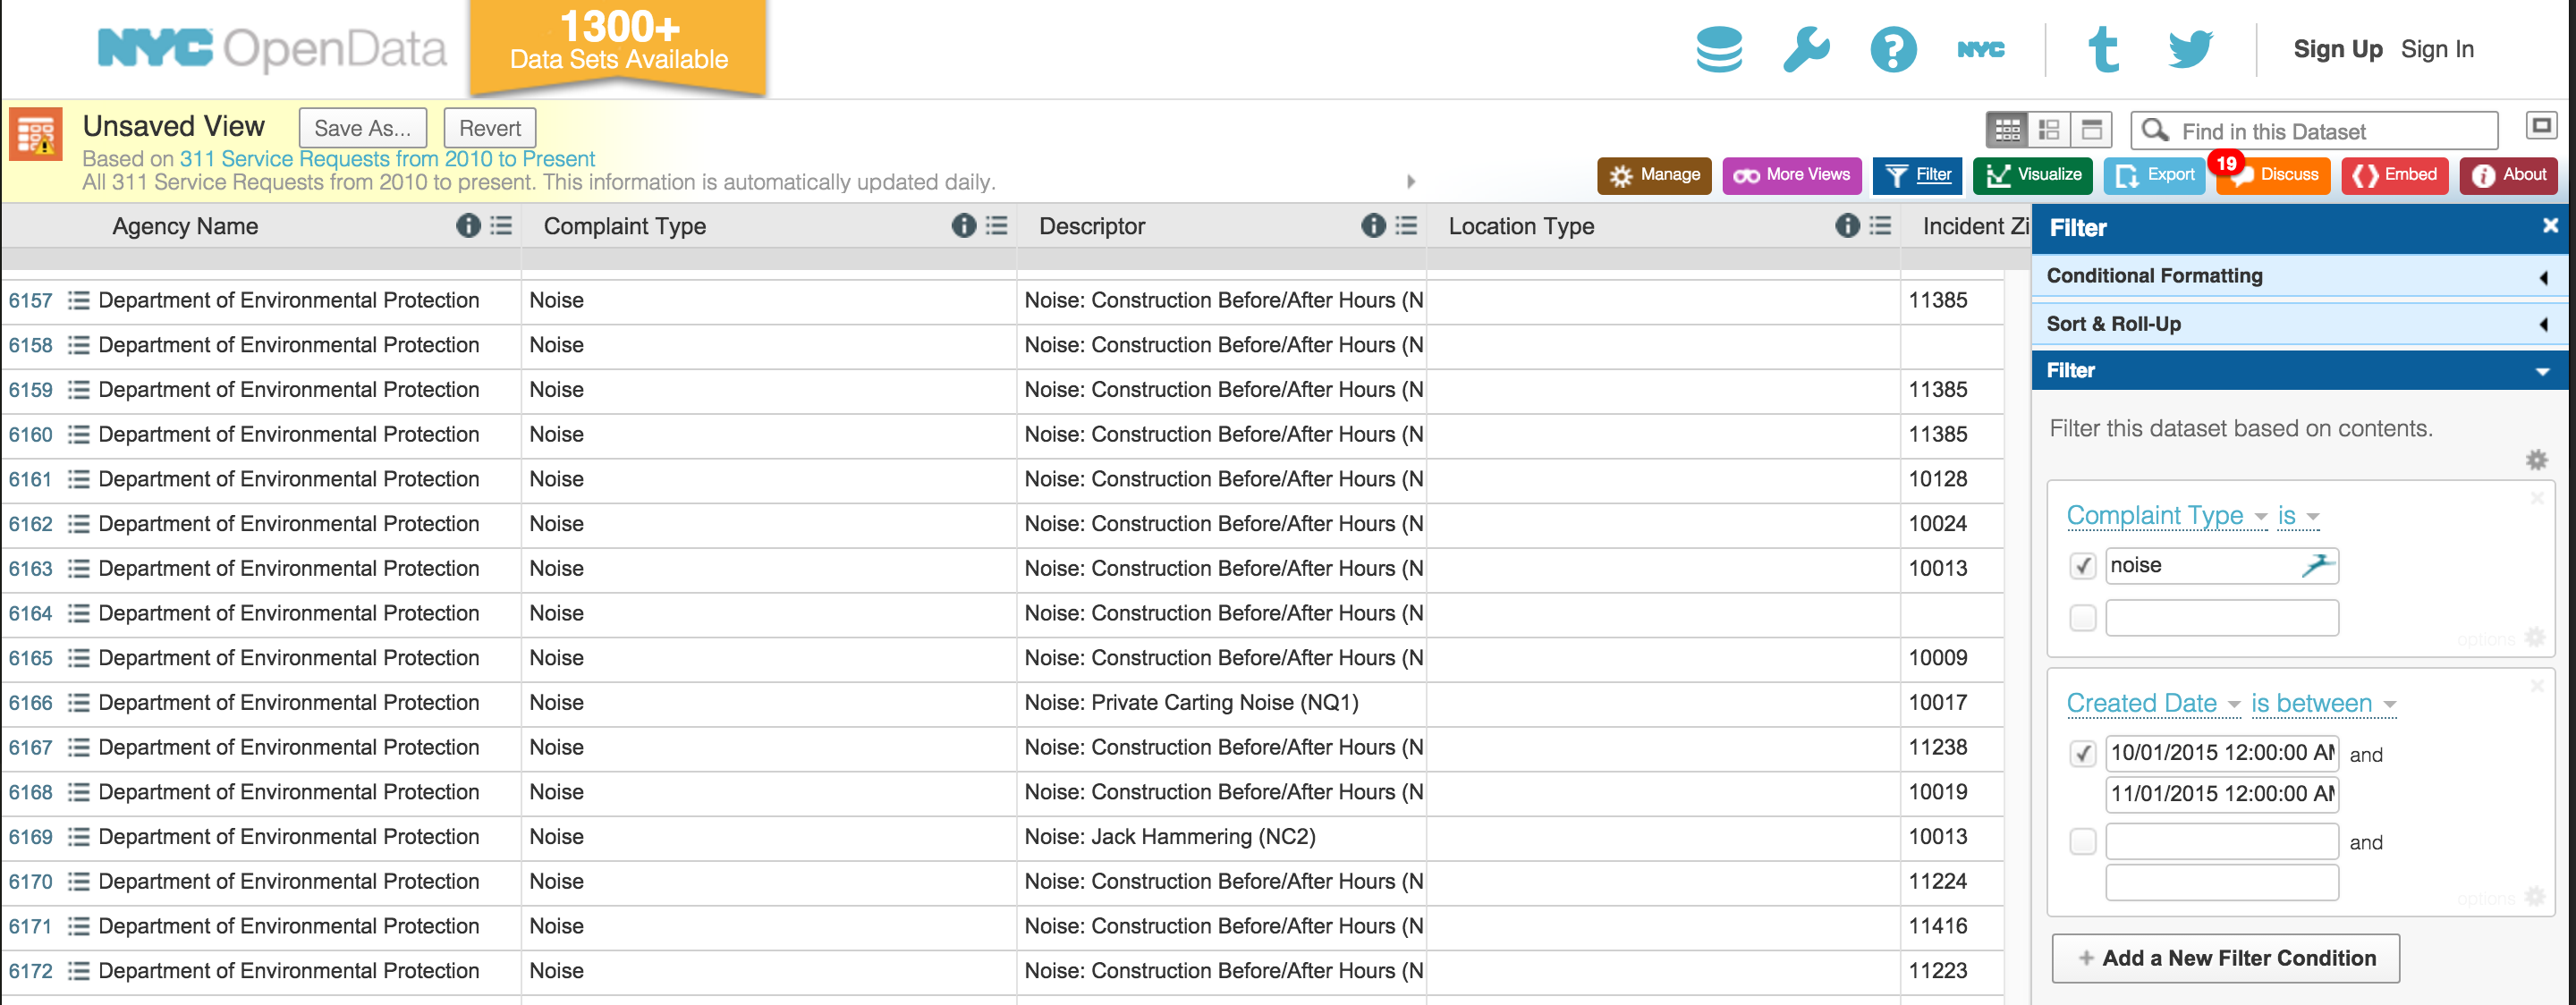 NYC OpenData
1300+
Data Sets Available
NYC
Sign Up Sign In
Unsaved View Save As... Revert
Based on 311 Service Requests from 2010 to Present
All 311 Service Requests from 2010 to present. This information is automatically updated daily.
Find in this Dataset
Manage More Views Filter Visualize Export 19 Discuss Embed About
Agency Name Complaint Type Descriptor Location Type Incident Zi
6157 Department of Environmental Protection Noise Noise: Construction Before/After Hours (N 11385
6158 Department of Environmental Protection Noise Noise: Construction Before/After Hours (N
6159 Department of Environmental Protection Noise Noise: Construction Before/After Hours (N 11385
6160 Department of Environmental Protection Noise Noise: Construction Before/After Hours (N 11385
6161 Department of Environmental Protection Noise Noise: Construction Before/After Hours (N 10128
6162 Department of Environmental Protection Noise Noise: Construction Before/After Hours (N 10024
6163 Department of Environmental Protection Noise Noise: Construction Before/After Hours (N 10013
6164 Department of Environmental Protection Noise Noise: Construction Before/After Hours (N
6165 Department of Environmental Protection Noise Noise: Construction Before/After Hours (N 10009
6166 Department of Environmental Protection Noise Noise: Private Carting Noise (NQ1) 10017
6167 Department of Environmental Protection Noise Noise: Construction Before/After Hours (N 11238
6168 Department of Environmental Protection Noise Noise: Construction Before/After Hours (N 10019
6169 Department of Environmental Protection Noise Noise: Jack Hammering (NC2) 10013
6170 Department of Environmental Protection Noise Noise: Construction Before/After Hours (N 11224
6171 Department of Environmental Protection Noise Noise: Construction Before/After Hours (N 11416
6172 Department of Environmental Protection Noise Noise: Construction Before/After Hours (N 11223
Filter
Conditional Formatting
Sort & Roll-Up
Filter
Filter this dataset based on contents.
Complaint Type is
noise
options
Created Date is between
10/01/2015 12:00:00 AM and
11/01/2015 12:00:00 AM
and
options
+ Add a New Filter Condition